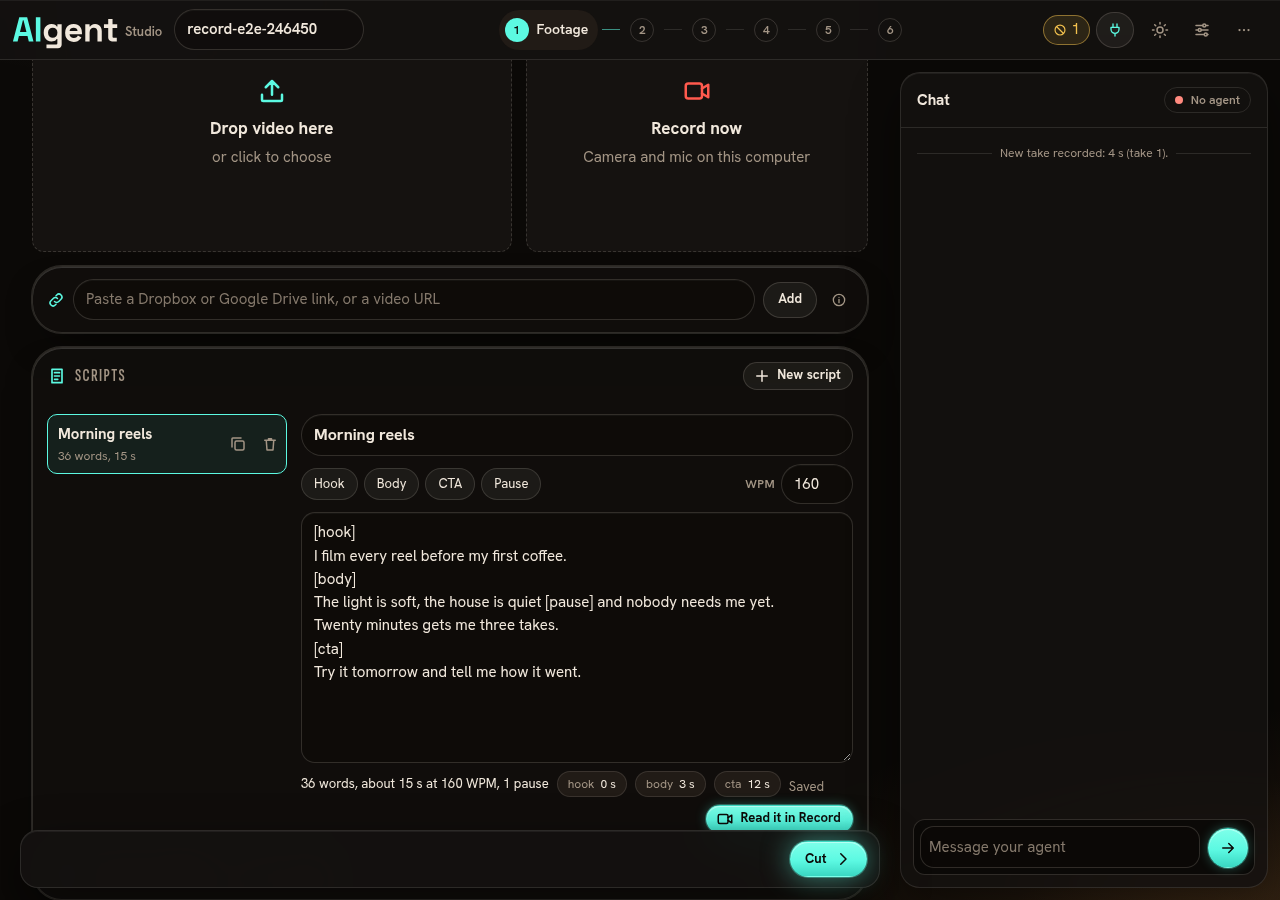 AIgent Studio
record-e2e-246450
1 Footage 2 3 4 5 6
1
Drop video here
or click to choose
Record now
Camera and mic on this computer
Paste a Dropbox or Google Drive link, or a video URL
Add
SCRIPTS
New script
Morning reels
36 words, 15 s
Morning reels
Hook Body CTA Pause
WPM 160
[hook]
I film every reel before my first coffee.
[body]
The light is soft, the house is quiet [pause] and nobody needs me yet.
Twenty minutes gets me three takes.
[cta]
Try it tomorrow and tell me how it went.
36 words, about 15 s at 160 WPM, 1 pause
hook 0 s
body 3 s
cta 12 s
Saved
Read it in Record
Cut
Chat
No agent
New take recorded: 4 s (take 1).
Message your agent